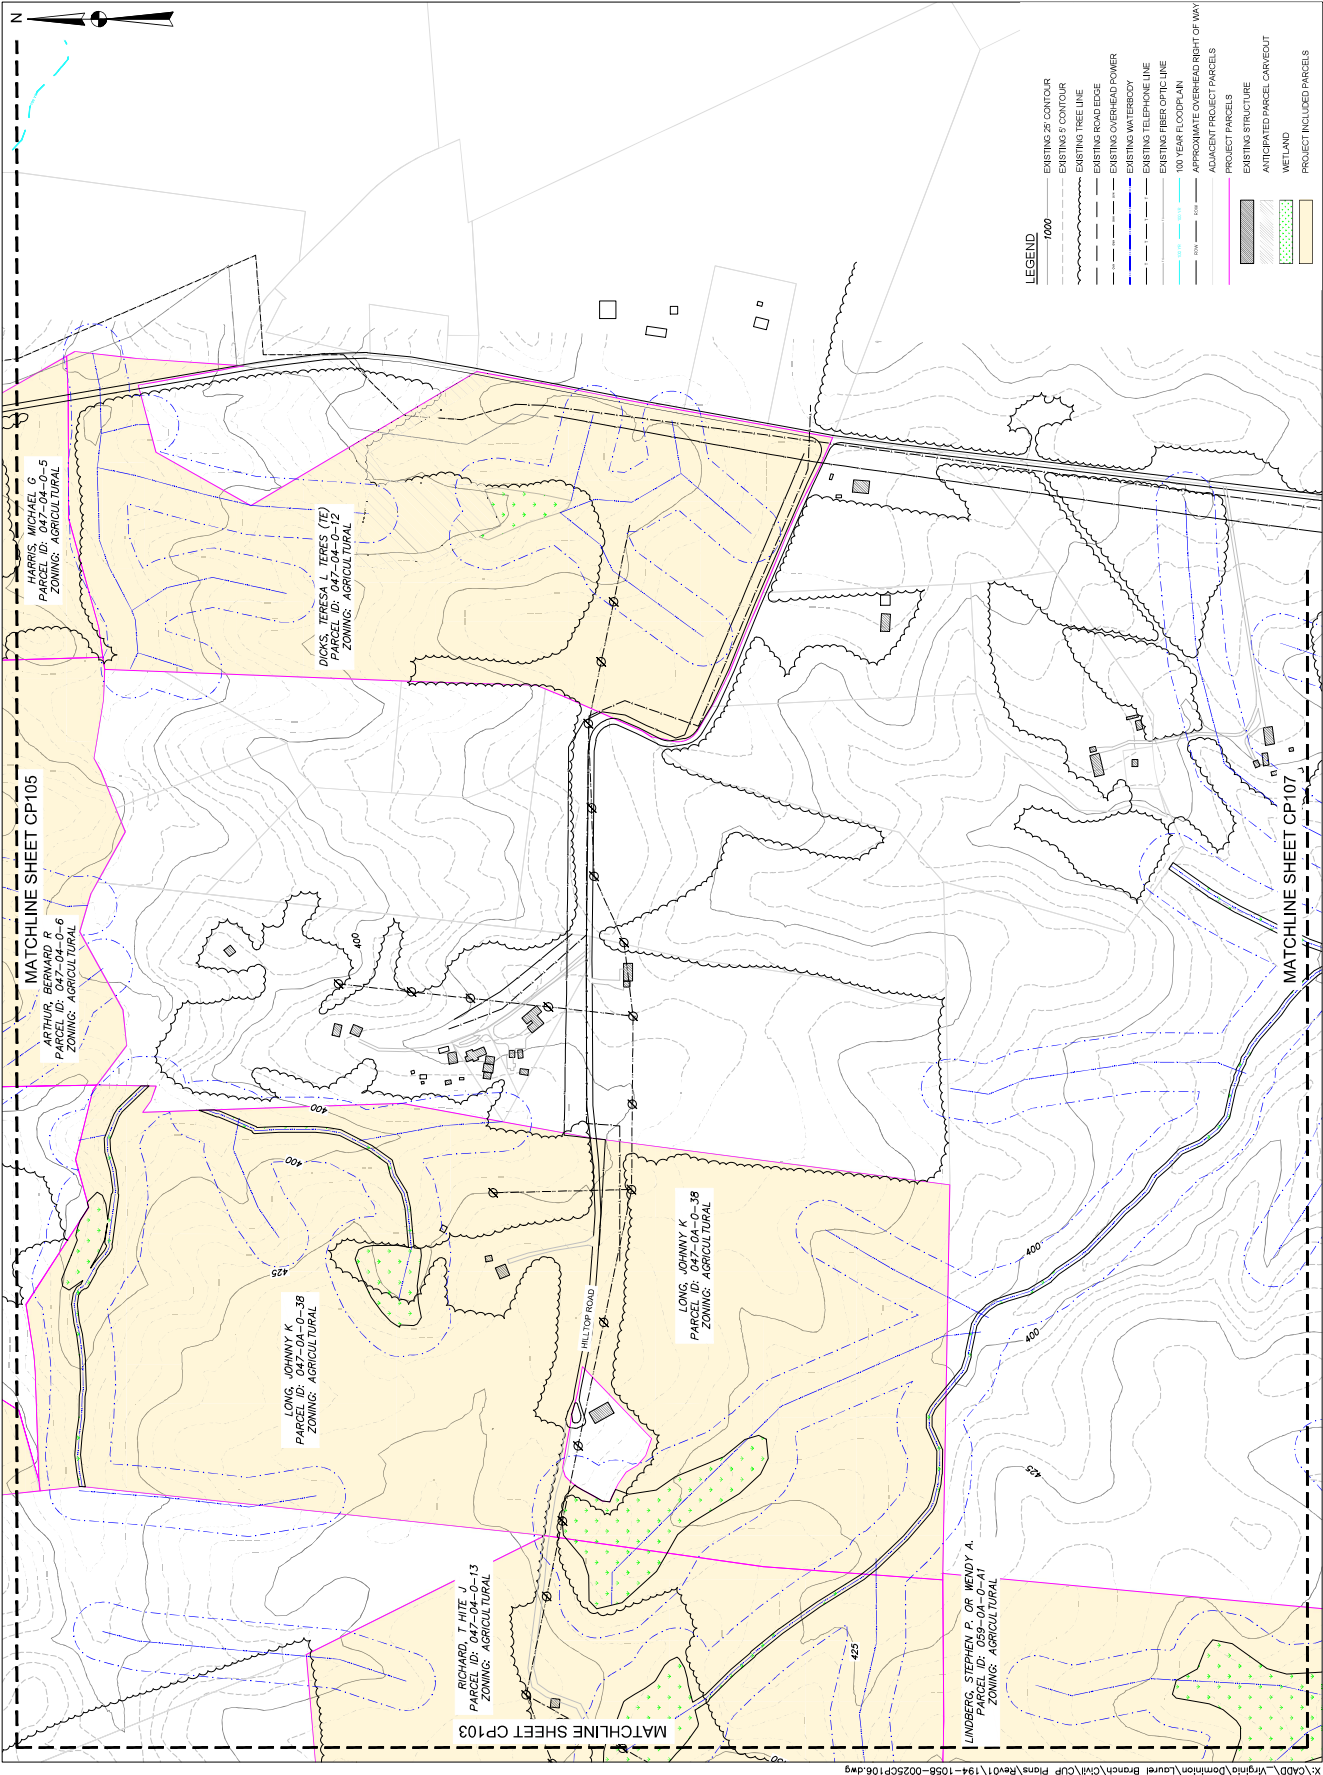 N
MATCHLINE SHEET CP105
HARRIS, MICHAEL G
PARCEL ID: 047-04-0-5
ZONING: AGRICULTURAL
DICKS, TERESA L TERES (TE)
PARCEL ID: 047-04-0-12
ZONING: AGRICULTURAL
ARTHUR, BERNARD R
PARCEL ID: 047-04-0-6
ZONING: AGRICULTURAL
LONG, JOHNNY K
PARCEL ID: 047-0A-0-38
ZONING: AGRICULTURAL
LONG, JOHNNY K
PARCEL ID: 047-0A-0-38
ZONING: AGRICULTURAL
RICHARD, T HITE J
PARCEL ID: 047-04-0-13
ZONING: AGRICULTURAL
LINDBERG, STEPHEN P. OR WENDY A.
PARCEL ID: 059-0A-0-A1
ZONING: AGRICULTURAL
HILLTOP ROAD
400
400
400
425
400
400
425
425
MATCHLINE SHEET CP103
MATCHLINE SHEET CP107
LEGEND
1000
EXISTING 25' CONTOUR
EXISTING 5' CONTOUR
EXISTING TREE LINE
EXISTING ROAD EDGE
EXISTING OVERHEAD POWER
EXISTING WATERBODY
EXISTING TELEPHONE LINE
EXISTING FIBER OPTIC LINE
100 YEAR FLOODPLAIN
APPROXIMATE OVERHEAD RIGHT OF WAY
ADJACENT PROJECT PARCELS
PROJECT PARCELS
EXISTING STRUCTURE
ANTICIPATED PARCEL CARVEOUT
WETLAND
PROJECT INCLUDED PARCELS
X:\CADD\_Virginia\Dominion\Laurel Branch\Civil\CUP Plans\Rev01\194-1058-0025CP106.dwg